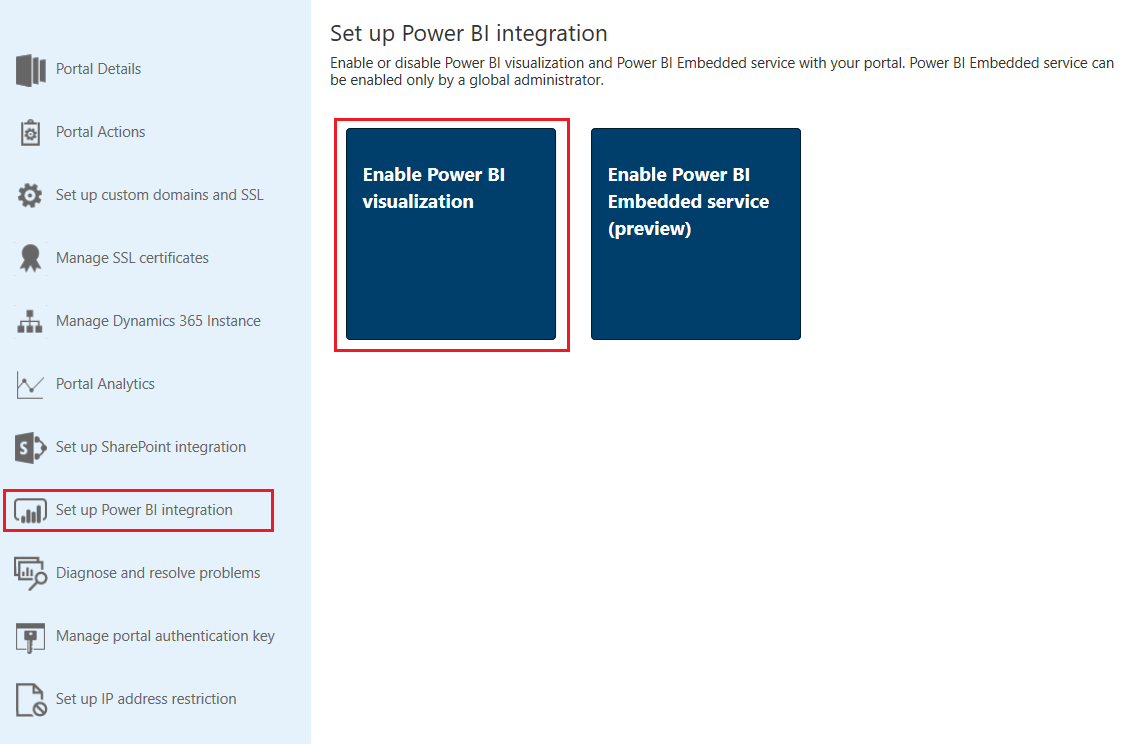 Portal Details
Portal Actions
Set up custom domains and SSL
Manage SSL certificates
Manage Dynamics 365 Instance
Portal Analytics
Set up SharePoint integration
Set up Power BI integration
Diagnose and resolve problems
Manage portal authentication key
Set up IP address restriction
Set up Power BI integration
Enable or disable Power BI visualization and Power BI Embedded service with your portal. Power BI Embedded service can
be enabled only by a global administrator.
Enable Power BI
visualization
Enable Power BI
Embedded service
(preview)